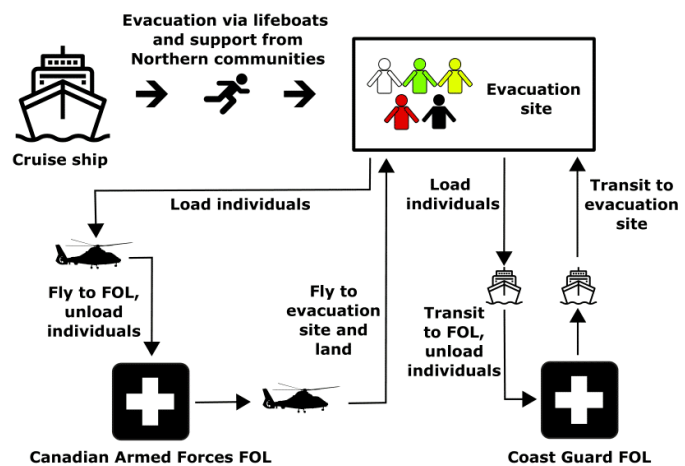 Evacuation via lifeboats
and support from
Northern communities
Evacuation
site
Cruise ship
Load individuals
Load
individuals
Transit to
evacuation
site
Fly to FOL,
unload
individuals
Fly to
evacuation
site and
land
Transit
to FOL,
unload
individuals
Canadian Armed Forces FOL
Coast Guard FOL